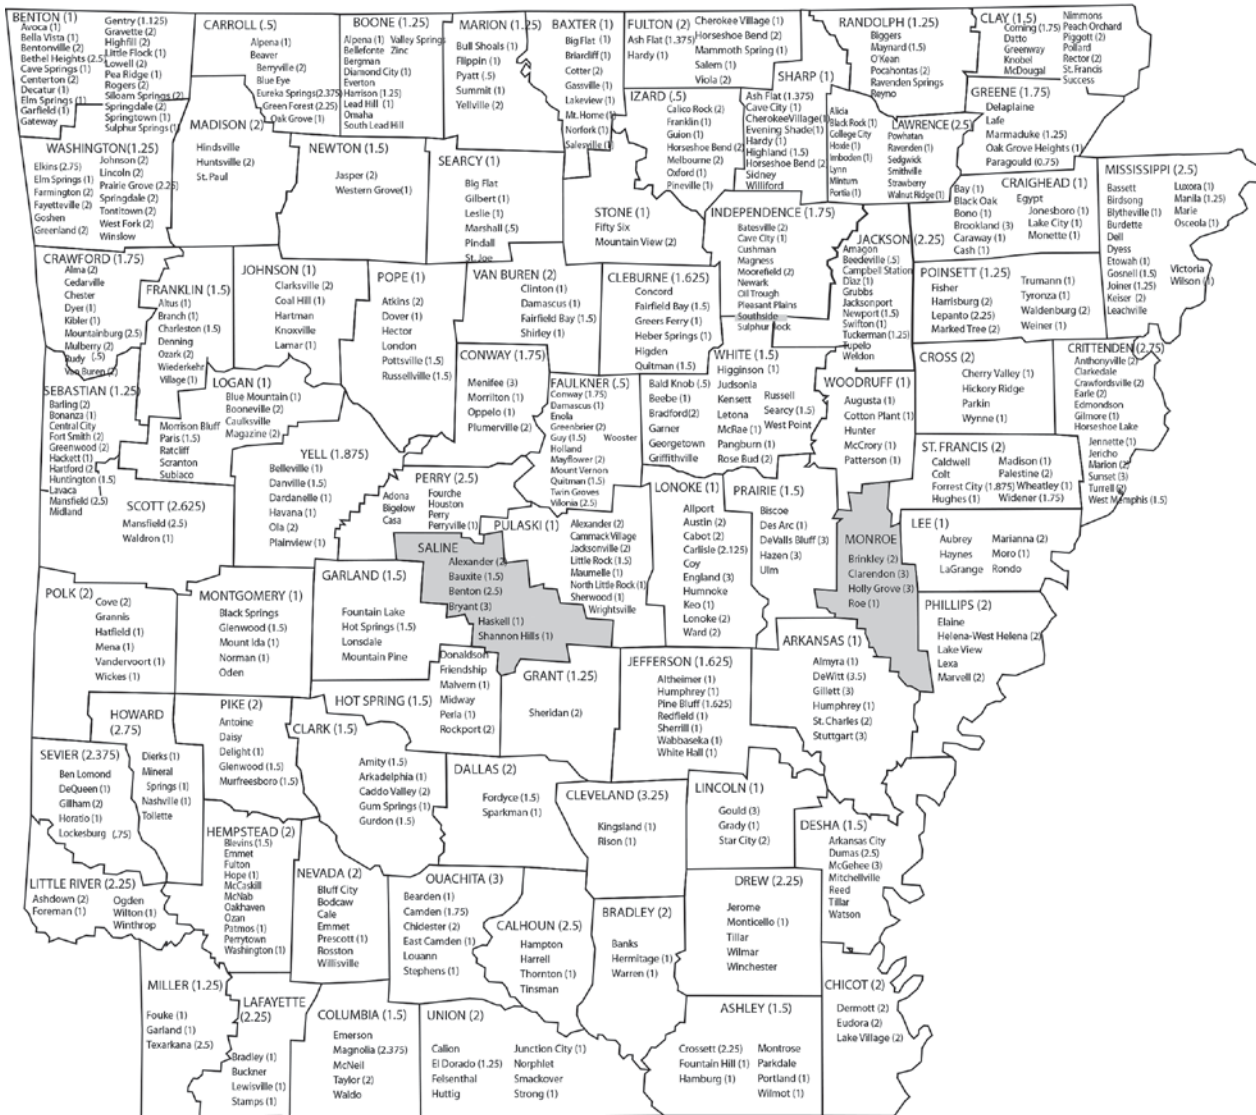 BENTON (1)
Avoca (1)
Bella Vista (1)
Bentonville (2)
Bethel Heights (2.5)
Cave Springs (1)
Centerton (2)
Decatur (1)
Elm Springs (1)
Garfield (1)
Gateway
Gentry (1.125)
Gravette (2)
Highfill (2)
Little Flock (1)
Lowell (2)
Pea Ridge (1)
Rogers (2)
Siloam Springs (2)
Springdale (2)
Springtown (1)
Sulphur Springs (1)
CARROLL (.5)
Alpena (1)
Beaver
Berryville (2)
Blue Eye
Eureka Springs(2.375)
Green Forest (2.25)
Oak Grove (1)
BOONE (1.25)
Alpena (1)
Bellefonte
Bergman
Diamond City (1)
Everton
Harrison (1.25)
Lead Hill (1)
Omaha
South Lead Hill
Valley Springs
Zinc
MARION (1.25)
Bull Shoals (1)
Flippin (1)
Pyatt (.5)
Summit (1)
Yellville (2)
BAXTER (1)
Big Flat (1)
Briarcliff (1)
Cotter (2)
Gassville (1)
Lakeview (1)
Mt. Home (1)
Norfork (1)
Salesville (1)
FULTON (2)
Ash Flat (1.375)
Hardy (1)
Cherokee Village (1)
Horseshoe Bend (2)
Mammoth Spring (1)
Salem (1)
Viola (2)
SHARP (1)
Ash Flat (1.375)
Cave City (1)
CherokeeVillage(1)
Evening Shade(1)
Hardy (1)
Highland (1.5)
Horseshoe Bend (2
Sidney
Williford
RANDOLPH (1.25)
Biggers
Maynard (1.5)
O'Kean
Pocahontas (2)
Ravenden Springs
Reyno
CLAY (1.5)
Corning (1.75)
Datto
Greenway
Knobel
McDougal
Nimmons
Peach Orchard
Piggott (2)
Pollard
Rector (2)
St. Francis
Success
GREENE (1.75)
Delaplaine
Lafe
Marmaduke (1.25)
Oak Grove Heights (1)
Paragould (0.75)
WASHINGTON(1.25)
Elkins (2.75)
Elm Springs (1)
Farmington (2)
Fayetteville (2)
Goshen
Greenland (2)
Johnson (2)
Lincoln (2)
Prairie Grove (2.25)
Springdale (2)
Tontitown (2)
West Fork (2)
Winslow
MADISON (2)
Hindsville
Huntsville (2)
St. Paul
NEWTON (1.5)
Jasper (2)
Western Grove(1)
SEARCY (1)
Big Flat
Gilbert (1)
Leslie (1)
Marshall (.5)
Pindall
St. Joe
IZARD (.5)
Calico Rock (2)
Franklin (1)
Guion (1)
Horseshoe Bend (2)
Melbourne (2)
Oxford (1)
Pineville (1)
STONE (1)
Fifty Six
Mountain View (2)
LAWRENCE (2.5)
Alicia
Black Rock (1)
College City
Hoxie (1)
Imboden (1)
Lynn
Minturn
Portia (1)
Powhatan
Ravenden (1)
Sedgwick
Smithville
Strawberry
Walnut Ridge (1)
INDEPENDENCE (1.75)
Batesville (2)
Cave City (1)
Cushman
Magness
Moorefield (2)
Newark
Oil Trough
Pleasant Plains
Southside
Sulphur Rock
JACKSON (2.25)
Amagon
Beedeville (.5)
Campbell Station
Diaz (1)
Grubbs
Jacksonport
Newport (1.5)
Swifton (1)
Tuckerman (1.25)
Tupelo
Weldon
CRAIGHEAD (1)
Bay (1)
Black Oak
Bono (1)
Brookland (3)
Caraway (1)
Cash (1)
Egypt
Jonesboro (1)
Lake City (1)
Monette (1)
MISSISSIPPI (2.5)
Bassett
Birdsong
Blytheville (1)
Burdette
Dell
Dyess
Etowah (1)
Gosnell (1.5)
Joiner (1.25)
Keiser (2)
Leachville
Luxora (1)
Manila (1.25)
Marie
Osceola (1)
Victoria
Wilson (1)
CRAWFORD (1.75)
Alma (2)
Cedarville
Chester
Dyer (1)
Kibler (1)
Mountainburg (2.5)
Mulberry (2)
Rudy (.5)
Van Buren (2)
FRANKLIN (1.5)
Altus (1)
Branch (1)
Charleston (1.5)
Denning
Ozark (2)
Wiederkehr
Village (1)
JOHNSON (1)
Clarksville (2)
Coal Hill (1)
Hartman
Knoxville
Lamar (1)
POPE (1)
Atkins (2)
Dover (1)
Hector
London
Pottsville (1.5)
Russellville (1.5)
VAN BUREN (2)
Clinton (1)
Damascus (1)
Fairfield Bay (1.5)
Shirley (1)
CLEBURNE (1.625)
Concord
Fairfield Bay (1.5)
Greers Ferry (1)
Heber Springs (1)
Higden
Quitman (1.5)
POINSETT (1.25)
Fisher
Harrisburg (2)
Lepanto (2.25)
Marked Tree (2)
Trumann (1)
Tyronza (1)
Waldenburg (2)
Weiner (1)
CROSS (2)
Cherry Valley (1)
Hickory Ridge
Parkin
Wynne (1)
CRITTENDEN (2.75)
Anthonyville (2)
Clarkedale
Crawfordsville (2)
Earle (2)
Edmondson
Gilmore (1)
Horseshoe Lake
Jennette (1)
Jericho
Marion (2)
Sunset (3)
Turrell (2)
West Memphis (1.5)
SEBASTIAN (1.25)
Barling (2)
Bonanza (1)
Central City
Fort Smith (2)
Greenwood (2)
Hackett (1)
Hartford (2)
Huntington (1.5)
Lavaca
Mansfield (2.5)
Midland
LOGAN (1)
Blue Mountain (1)
Booneville (2)
Caulksville
Magazine (2)
Morrison Bluff
Paris (1.5)
Ratcliff
Scranton
Subiaco
CONWAY (1.75)
Menifee (3)
Morrilton (1)
Oppelo (1)
Plumerville (2)
FAULKNER (.5)
Conway (1.75)
Damascus (1)
Enola
Greenbrier (2)
Guy (1.5)
Wooster
Holland
Mayflower (2)
Mount Vernon
Quitman (1.5)
Twin Groves
Vilonia (2.5)
WHITE (1.5)
Bald Knob (.5)
Beebe (1)
Bradford(2)
Garner
Georgetown
Griffithville
Higginson (1)
Judsonia
Kensett
Letona
McRae (1)
Pangburn (1)
Rose Bud (2)
Russell
Searcy (1.5)
West Point
WOODRUFF (1)
Augusta (1)
Cotton Plant (1)
Hunter
McCrory (1)
Patterson (1)
ST. FRANCIS (2)
Caldwell
Colt
Forrest City (1.875)
Hughes (1)
Madison (1)
Palestine (2)
Wheatley (1)
Widener (1.75)
YELL (1.875)
Belleville (1)
Danville (1.5)
Dardanelle (1)
Havana (1)
Ola (2)
Plainview (1)
PERRY (2.5)
Adona
Bigelow
Casa
Fourche
Houston
Perry
Perryville (1)
SCOTT (2.625)
Mansfield (2.5)
Waldron (1)
PULASKI (1)
Alexander (2)
Cammack Village
Jacksonville (2)
Little Rock (1.5)
Maumelle (1)
North Little Rock (1)
Sherwood (1)
Wrightsville
LONOKE (1)
Allport
Austin (2)
Cabot (2)
Carlisle (2.125)
Coy
England (3)
Humnoke
Keo (1)
Lonoke (2)
Ward (2)
PRAIRIE (1.5)
Biscoe
Des Arc (1)
DeValls Bluff (3)
Hazen (3)
Ulm
MONROE
Brinkley (2)
Clarendon (3)
Holly Grove (3)
Roe (1)
LEE (1)
Aubrey
Haynes
LaGrange
Marianna (2)
Moro (1)
Rondo
SALINE
Alexander (2)
Bauxite (1.5)
Benton (2.5)
Bryant (3)
Haskell (1)
Shannon Hills (1)
POLK (2)
Cove (2)
Grannis
Hatfield (1)
Mena (1)
Vandervoort (1)
Wickes (1)
MONTGOMERY (1)
Black Springs
Glenwood (1.5)
Mount Ida (1)
Norman (1)
Oden
GARLAND (1.5)
Fountain Lake
Hot Springs (1.5)
Lonsdale
Mountain Pine
HOT SPRING (1.5)
Donaldson
Friendship
Malvern (1)
Midway
Perla (1)
Rockport (2)
GRANT (1.25)
Sheridan (2)
JEFFERSON (1.625)
Altheimer (1)
Humphrey (1)
Pine Bluff (1.625)
Redfield (1)
Sherrill (1)
Wabbaseka (1)
White Hall (1)
ARKANSAS (1)
Almyra (1)
DeWitt (3.5)
Gillett (3)
Humphrey (1)
St. Charles (2)
Stuttgart (3)
PHILLIPS (2)
Elaine
Helena-West Helena (2)
Lake View
Lexa
Marvell (2)
HOWARD
(2.75)
Dierks (1)
Mineral
Springs (1)
Nashville (1)
Tollette
PIKE (2)
Antoine
Daisy
Delight (1)
Glenwood (1.5)
Murfreesboro (1.5)
CLARK (1.5)
Amity (1.5)
Arkadelphia (1)
Caddo Valley (2)
Gum Springs (1)
Gurdon (1.5)
SEVIER (2.375)
Ben Lomond
DeQueen (1)
Gillham (2)
Horatio (1)
Lockesburg (.75)
DALLAS (2)
Fordyce (1.5)
Sparkman (1)
CLEVELAND (3.25)
Kingsland (1)
Rison (1)
LINCOLN (1)
Gould (3)
Grady (1)
Star City (2)
DESHA (1.5)
Arkansas City
Dumas (2.5)
McGehee (3)
Mitchellville
Reed
Tillar
Watson
LITTLE RIVER (2.25)
Ashdown (2)
Foreman (1)
Ogden
Wilton (1)
Winthrop
HEMPSTEAD (2)
Blevins (1.5)
Emmet
Fulton
Hope (1)
McCaskill
McNab
Oakhaven
Ozan
Patmos (1)
Perrytown
Washington (1)
NEVADA (2)
Bluff City
Bodcaw
Cale
Emmet
Prescott (1)
Rosston
Willisville
OUACHITA (3)
Bearden (1)
Camden (1.75)
Chidester (2)
East Camden (1)
Louann
Stephens (1)
CALHOUN (2.5)
Hampton
Harrell
Thornton (1)
Tinsman
BRADLEY (2)
Banks
Hermitage (1)
Warren (1)
DREW (2.25)
Jerome
Monticello (1)
Tillar
Wilmar
Winchester
MILLER (1.25)
Fouke (1)
Garland (1)
Texarkana (2.5)
LAFAYETTE
(2.25)
Bradley (1)
Buckner
Lewisville (1)
Stamps (1)
COLUMBIA (1.5)
Emerson
Magnolia (2.375)
McNeil
Taylor (2)
Waldo
UNION (2)
Calion
El Dorado (1.25)
Felsenthal
Huttig
Junction City (1)
Norphlet
Smackover
Strong (1)
ASHLEY (1.5)
Crossett (2.25)
Fountain Hill (1)
Hamburg (1)
Montrose
Parkdale
Portland (1)
Wilmot (1)
CHICOT (2)
Dermott (2)
Eudora (2)
Lake Village (2)